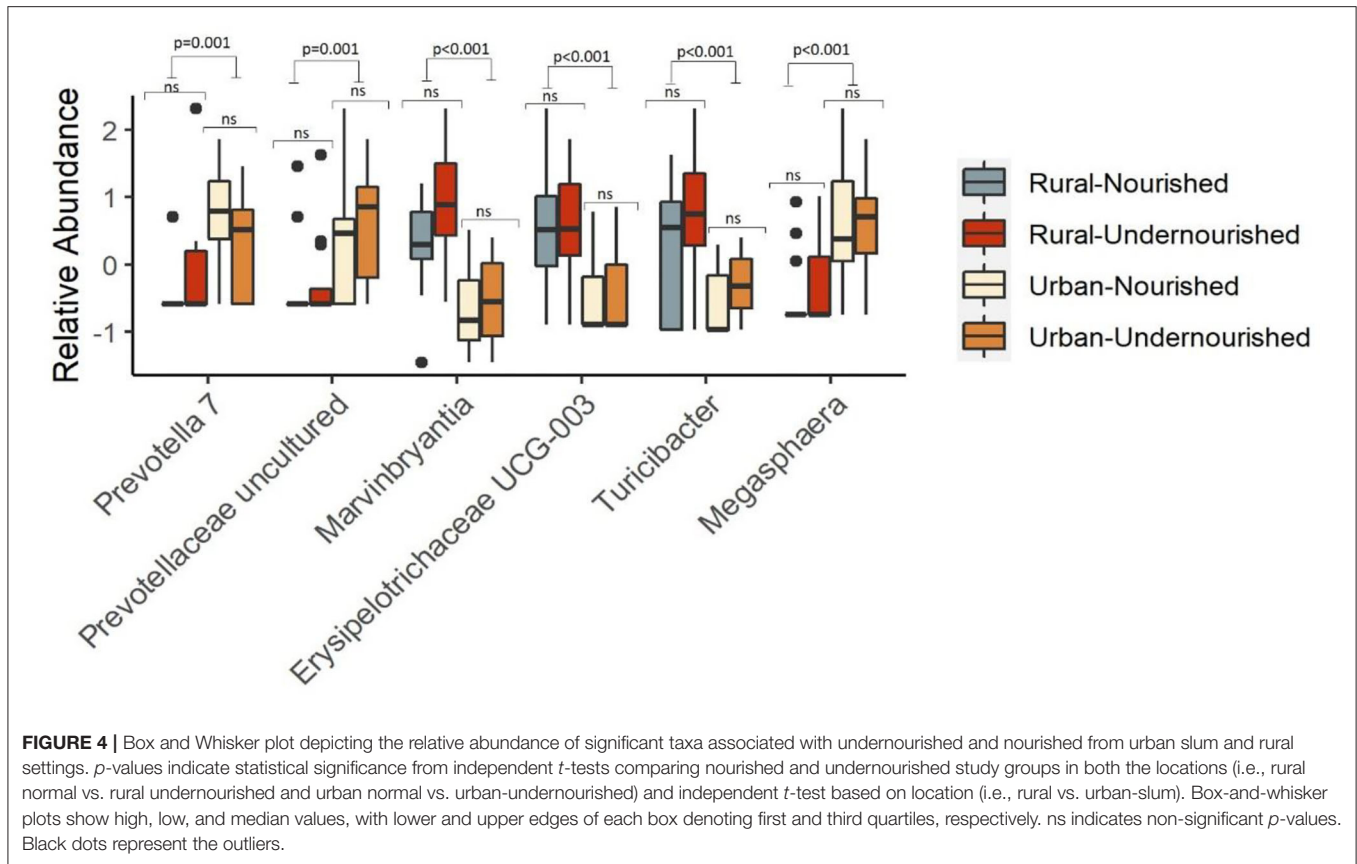 p=0.001
p=0.001
p<0.001
p<0.001
p<0.001
p<0.001
ns
ns
ns
ns
ns
ns
ns
ns
ns
ns
ns
ns
Relative Abundance
2
1
0
-1
Prevotella 7
Prevotellaceae uncultured
Marvinbryantia
Erysipelotrichaceae UCG-003
Turicibacter
Megasphaera
Rural-Nourished
Rural-Undernourished
Urban-Nourished
Urban-Undernourished
FIGURE 4 | Box and Whisker plot depicting the relative abundance of significant taxa associated with undernourished and nourished from urban slum and rural
settings. p-values indicate statistical significance from independent t-tests comparing nourished and undernourished study groups in both the locations (i.e., rural
normal vs. rural undernourished and urban normal vs. urban-undernourished) and independent t-test based on location (i.e., rural vs. urban-slum). Box-and-whisker
plots show high, low, and median values, with lower and upper edges of each box denoting first and third quartiles, respectively. ns indicates non-significant p-values.
Black dots represent the outliers.